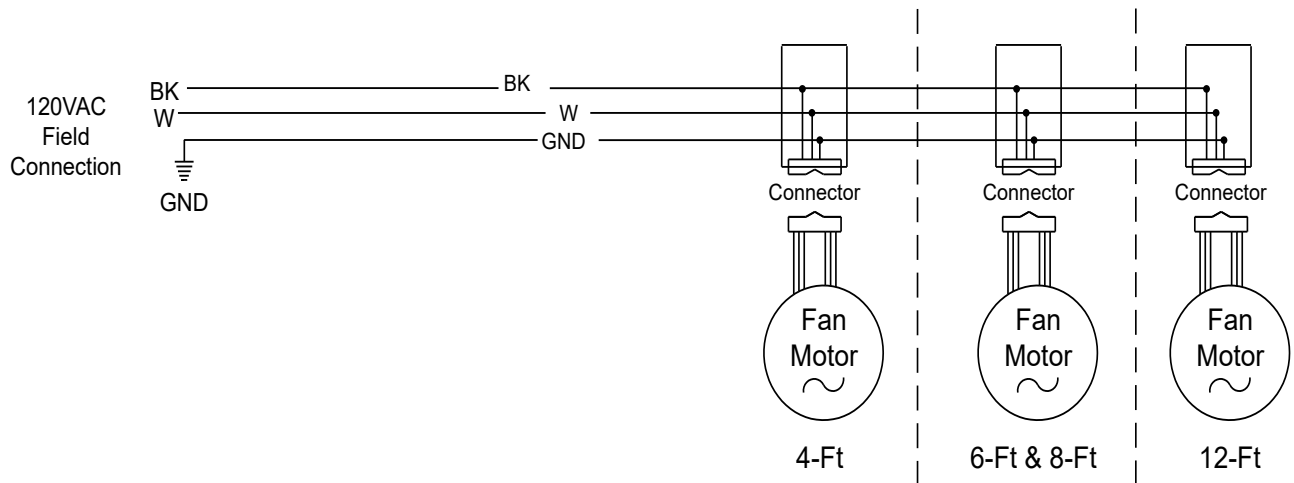 120VAC
Field
Connection
BK
W
GND
BK
W
GND
Connector
Connector
Connector
Fan
Motor
Fan
Motor
Fan
Motor
4-Ft
6-Ft & 8-Ft
12-Ft